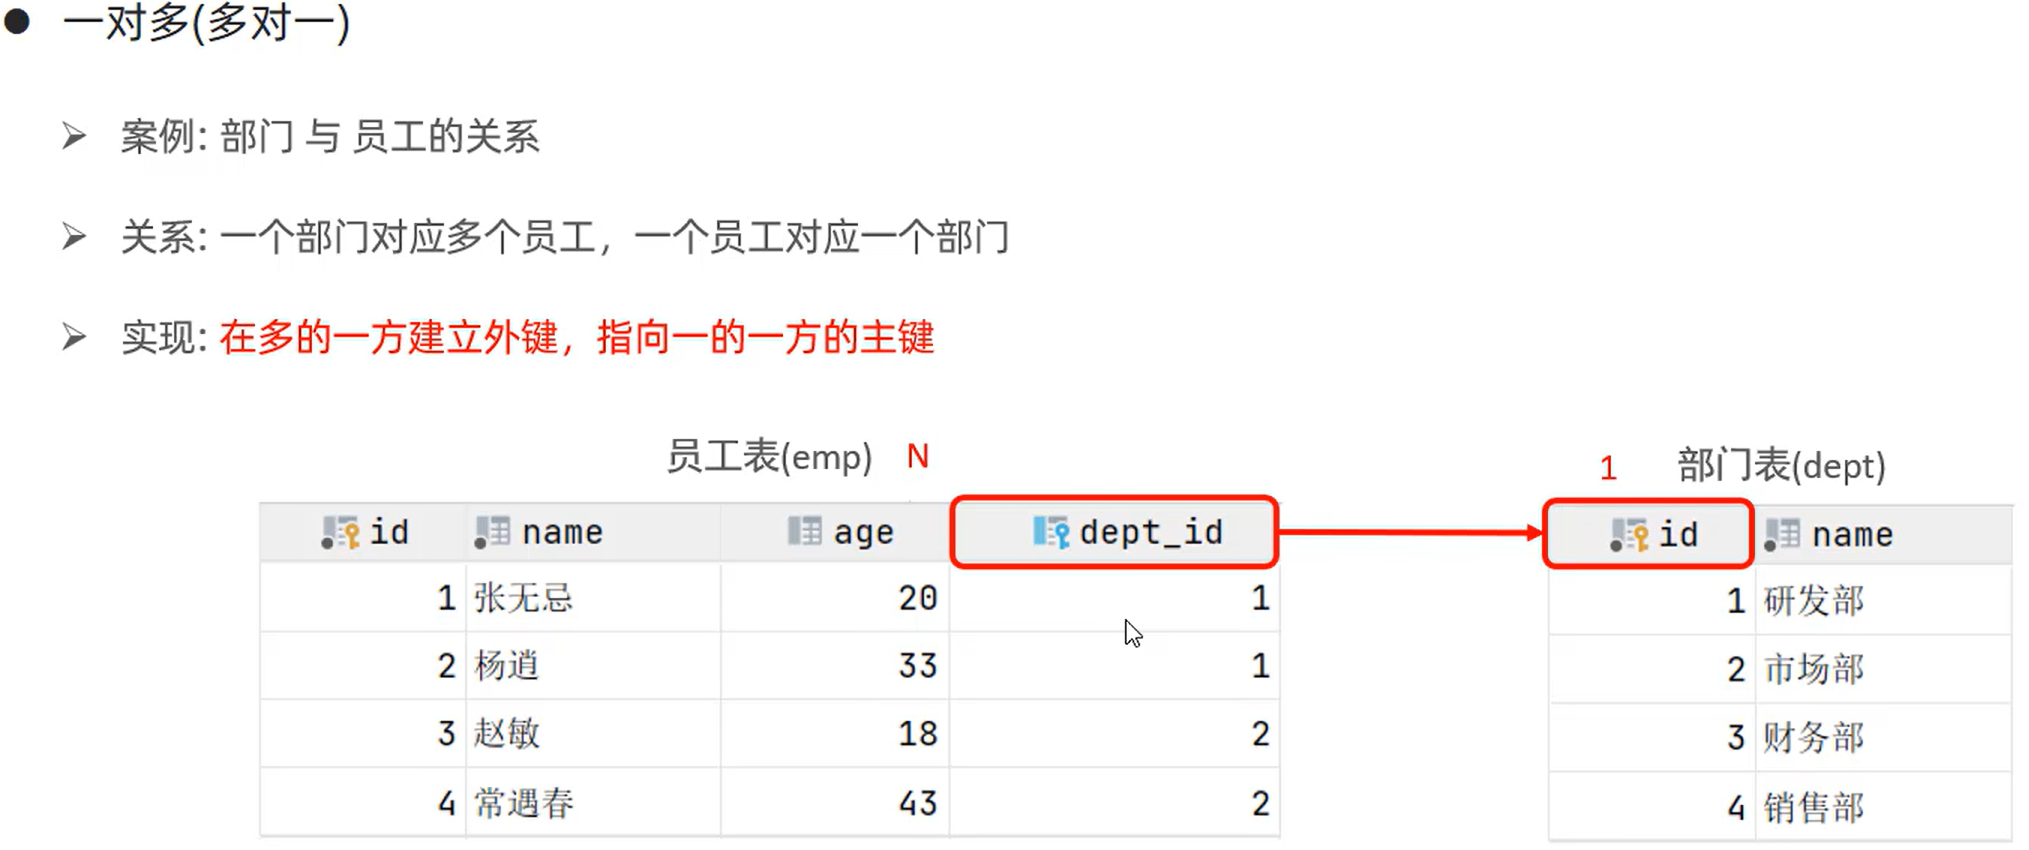 ● 一对多(多对一)
➢ 案例: 部门 与 员工的关系
➢ 关系: 一个部门对应多个员工，一个员工对应一个部门
➢ 实现: 在多的一方建立外键，指向一的一方的主键
员工表(emp) N
id name age dept_id
1 张无忌 20 1
2 杨逍 33 1
3 赵敏 18 2
4 常遇春 43 2
1 部门表(dept)
id name
1 研发部
2 市场部
3 财务部
4 销售部